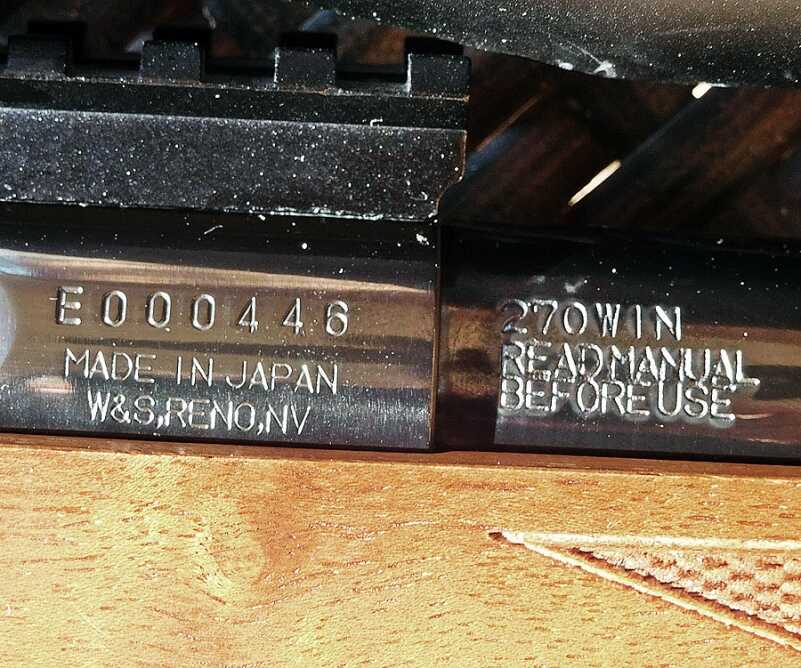 E000446
MADE IN JAPAN
W&S,RENO,NV
270WIN
READ MANUAL
BEFORE USE